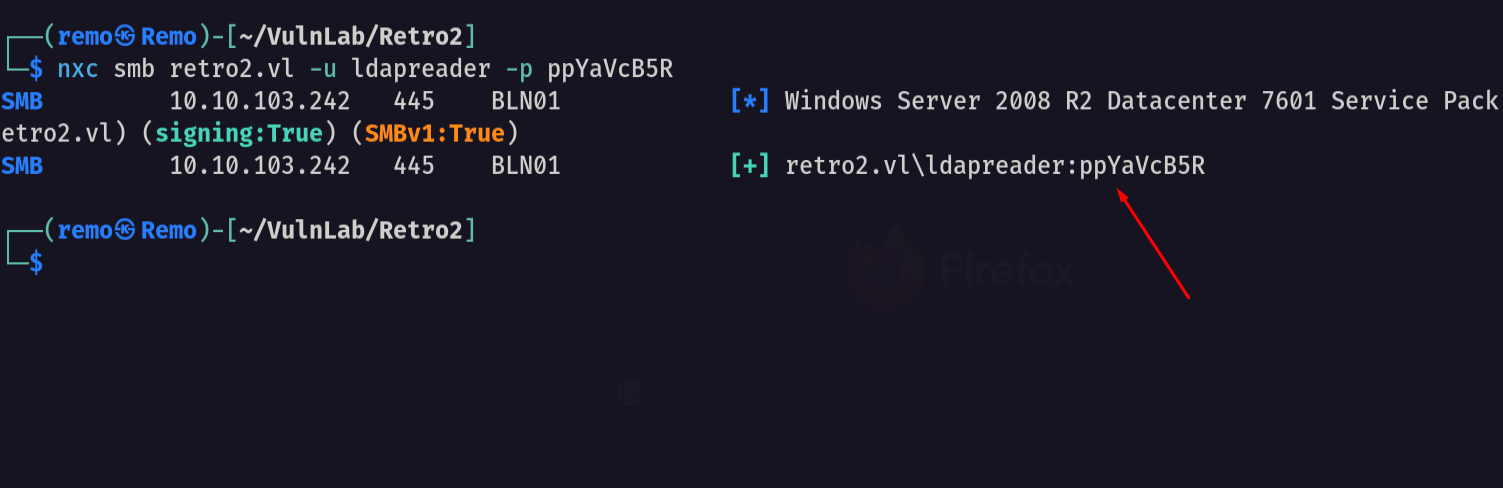 ┌──(remo㉿Remo)-[~/VulnLab/Retro2]
└─$ nxc smb retro2.vl -u ldapreader -p ppYaVcB5R
SMB 10.10.103.242 445 BLN01 [*] Windows Server 2008 R2 Datacenter 7601 Service Pack
etro2.vl) (signing:True) (SMBv1:True)
SMB 10.10.103.242 445 BLN01 [+] retro2.vl\ldapreader:ppYaVcB5R
┌──(remo㉿Remo)-[~/VulnLab/Retro2]
└─$
Firefox